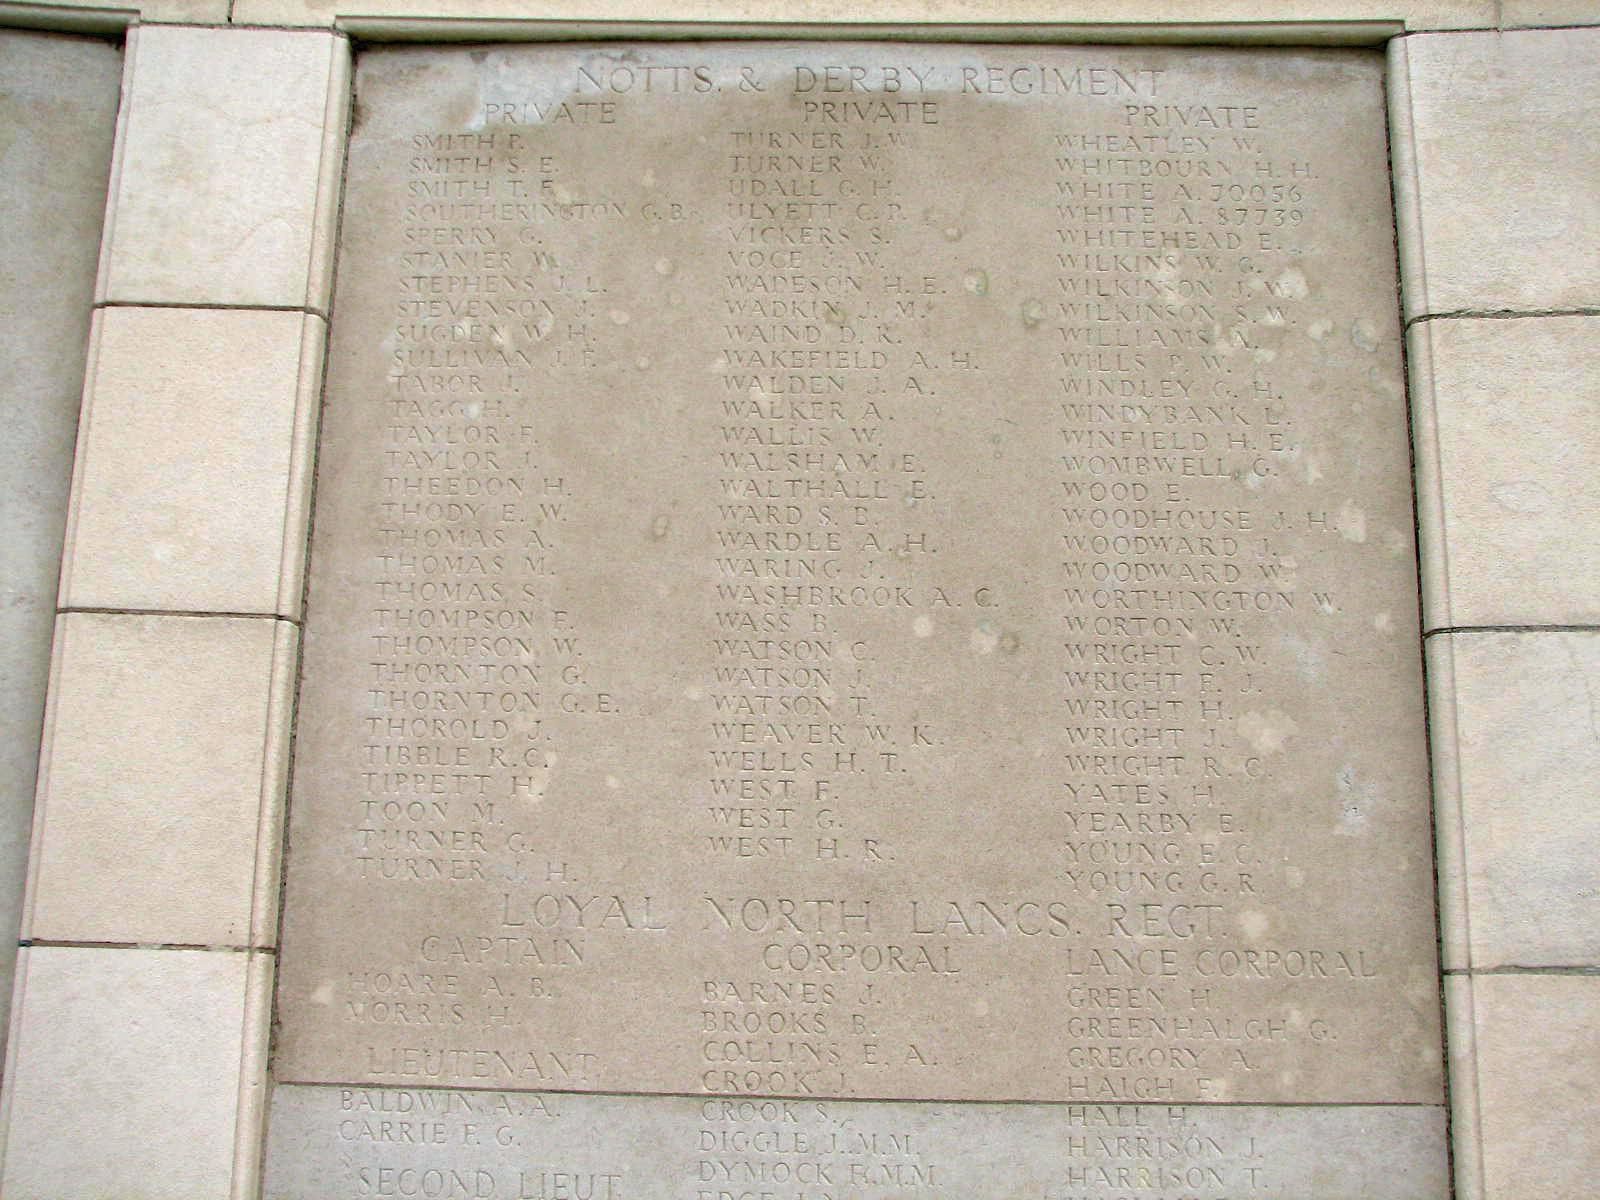 NOTTS. & DERBY REGIMENT
PRIVATE
SMITH P.
SMITH S. E.
SMITH T. F.
SOUTHERINGTON G. B.
SPERRY G.
STANIER W.
STEPHENS J. L.
STEVENSON J.
SUGDEN W. H.
SULLIVAN J. F.
TABOR J.
TAGG H.
TAYLOR F.
TAYLOR J.
THEEDON H.
THODY E. W.
THOMAS A.
THOMAS M.
THOMAS S.
THOMPSON F.
THOMPSON W.
THORNTON G.
THORNTON G. E.
THOROLD J.
TIBBLE R. C.
TIPPETT H.
TOON M.
TURNER G.
TURNER J. H.
PRIVATE
TURNER J. W.
TURNER W.
UDALL G. H.
ULYETT C. P.
VICKERS S.
VOCE J. W.
WADESON H. E.
WADKIN J. M.
WAIND D. R.
WAKEFIELD A. H.
WALDEN J. A.
WALKER A.
WALLIS W.
WALSHAM E.
WALTHALL E.
WARD S. B.
WARDLE A. H.
WARING J.
WASHBROOK A. C.
WASS B.
WATSON C.
WATSON J.
WATSON T.
WEAVER W. K.
WELLS H. T.
WEST F.
WEST G.
WEST H. R.
PRIVATE
WHEATLEY W.
WHITBOURN H. H.
WHITE A. 70056
WHITE A. 87739
WHITEHEAD E.
WILKINS W. G.
WILKINSON J. W.
WILKINSON S. W.
WILLIAMS A.
WILLS P. W.
WINDLEY G. H.
WINDYBANK L.
WINFIELD H. E.
WOMBWELL G.
WOOD E.
WOODHOUSE J. H.
WOODWARD J.
WOODWARD W.
WORTHINGTON W.
WORTON W.
WRIGHT C. W.
WRIGHT F. J.
WRIGHT H.
WRIGHT J.
WRIGHT R. C.
YATES H.
YEARBY E.
YOUNG E. C.
YOUNG G. R.
LOYAL NORTH LANCS. REGT.
CAPTAIN
HOARE A. B.
MORRIS H.
LIEUTENANT
BALDWIN A. A.
CARRIE F. G.
SECOND LIEUT.
CORPORAL
BARNES J.
BROOKS B.
COLLINS E. A.
CROOK J.
CROOK S.
DIGGLE J., M.M.
DYMOCK F., M.M.
LANCE CORPORAL
GREEN H.
GREENHALGH G.
GREGORY A.
HAIGH F.
HALL H.
HARRISON J.
HARRISON T.